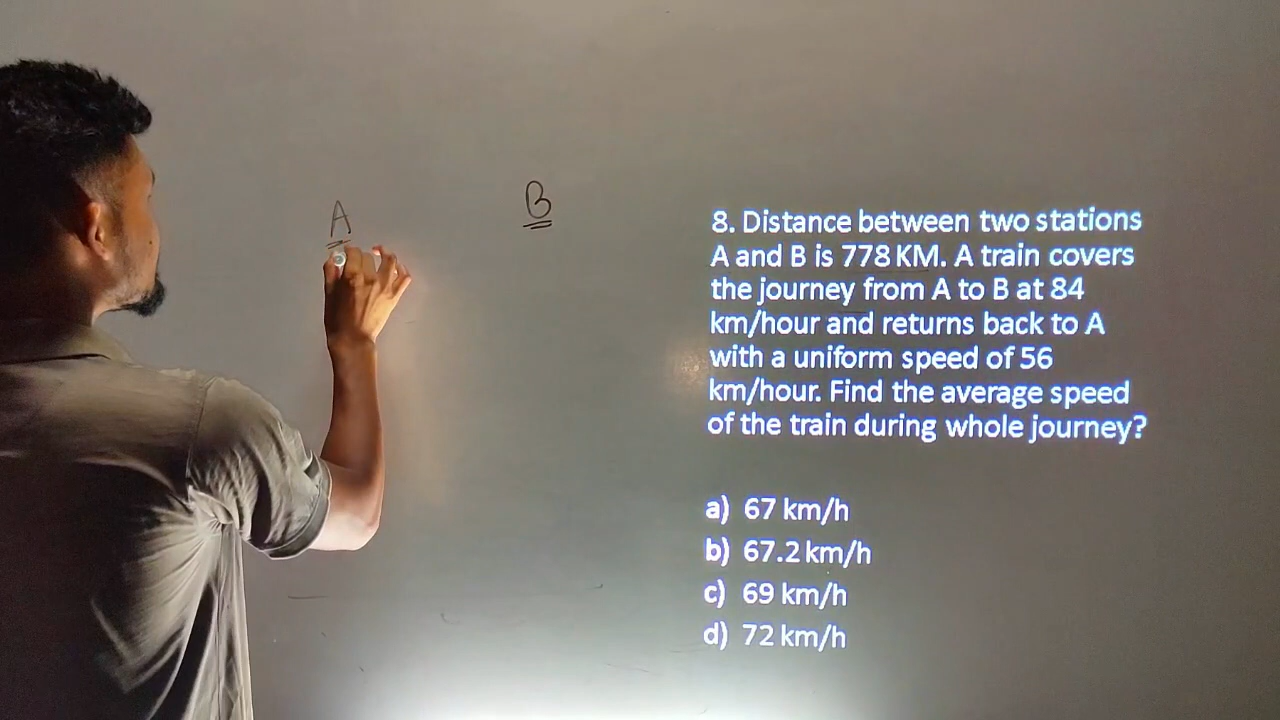 A
B
8. Distance between two stations
A and B is 778 KM. A train covers
the journey from A to B at 84
km/hour and returns back to A
with a uniform speed of 56
km/hour. Find the average speed
of the train during whole journey?
a) 67 km/h
b) 67.2 km/h
c) 69 km/h
d) 72 km/h